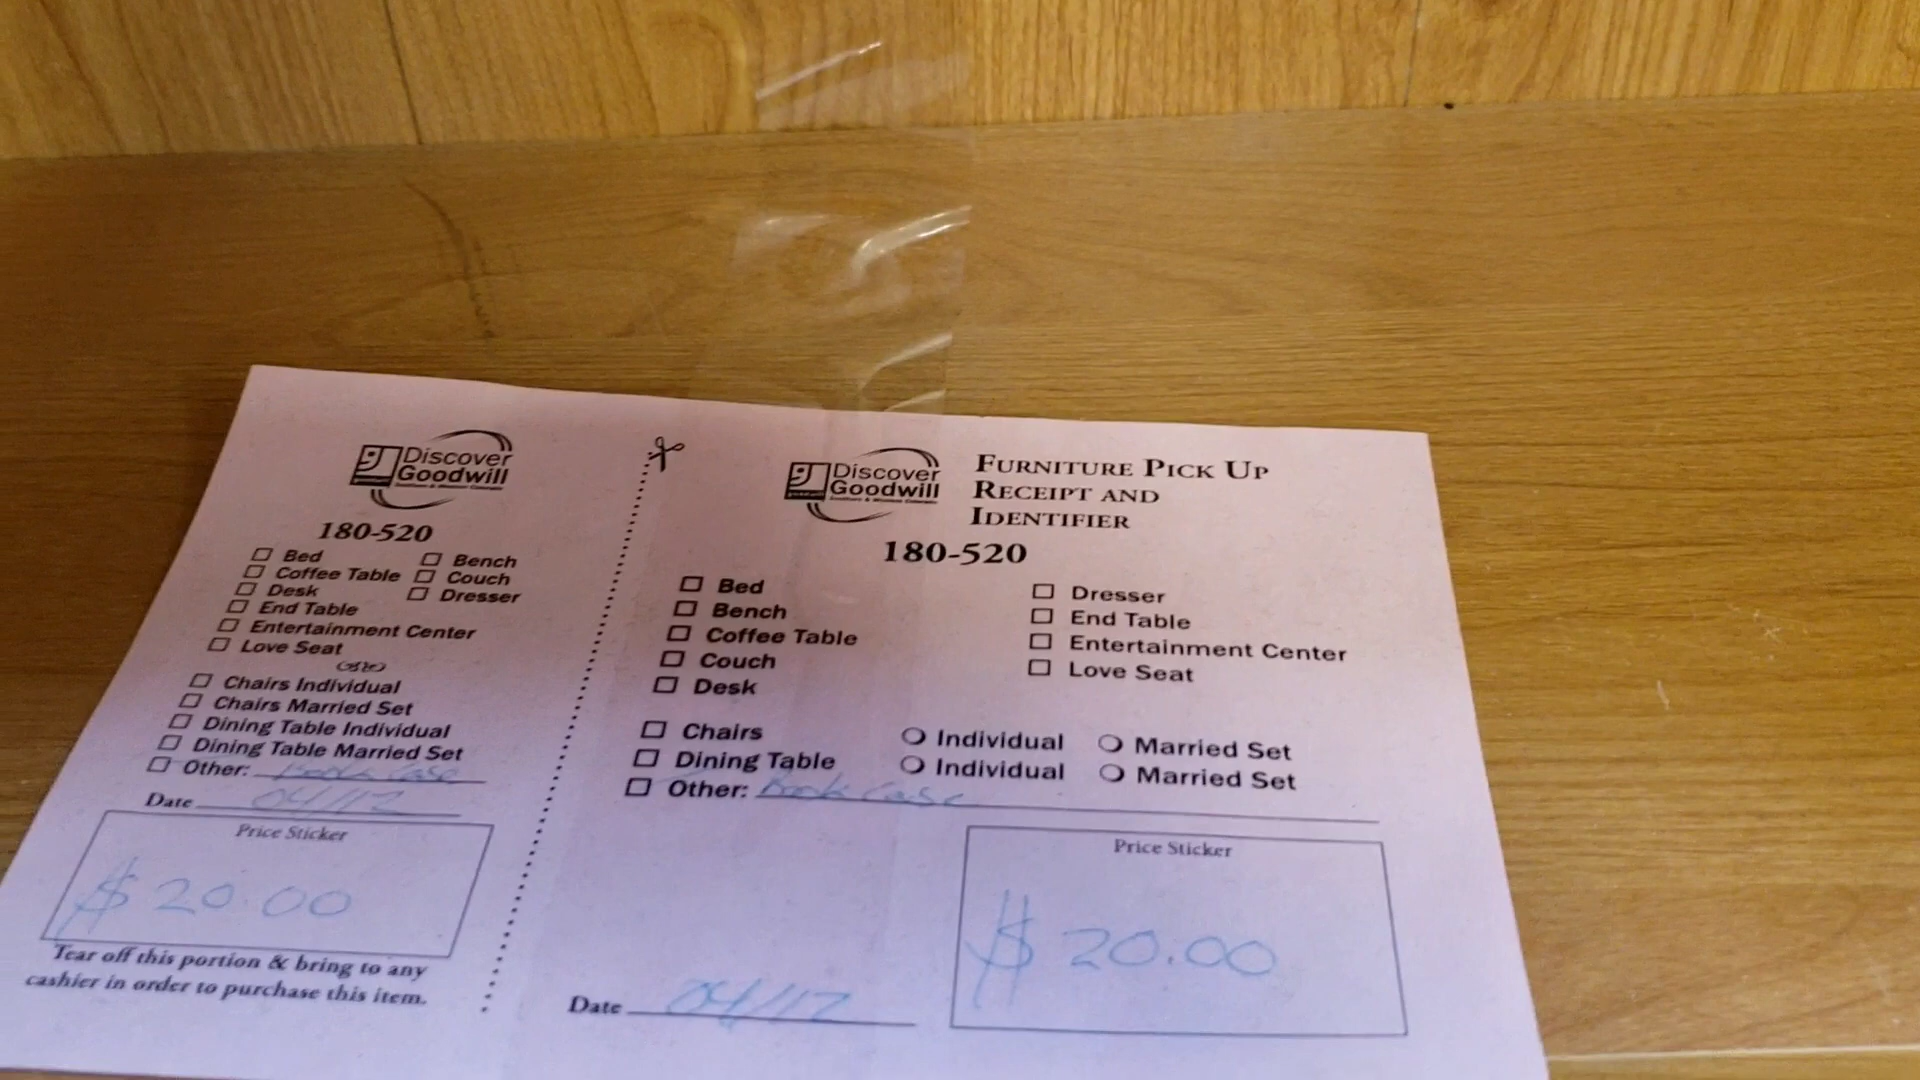 Discover
Goodwill
180-520
Bed
Bench
Coffee Table
Couch
Desk
Dresser
End Table
Entertainment Center
Love Seat
Chairs Individual
Chairs Married Set
Dining Table Individual
Dining Table Married Set
Other: Book Case
Date 04/12
Price Sticker
$ 20.00
Tear off this portion & bring to any
cashier in order to purchase this item.
Discover
Goodwill
FURNITURE PICK UP
RECEIPT AND
IDENTIFIER
180-520
Bed
Bench
Coffee Table
Couch
Desk
Dresser
End Table
Entertainment Center
Love Seat
Chairs Individual Married Set
Dining Table Individual Married Set
Other: Book Case
Price Sticker
$ 20.00
Date 04/12